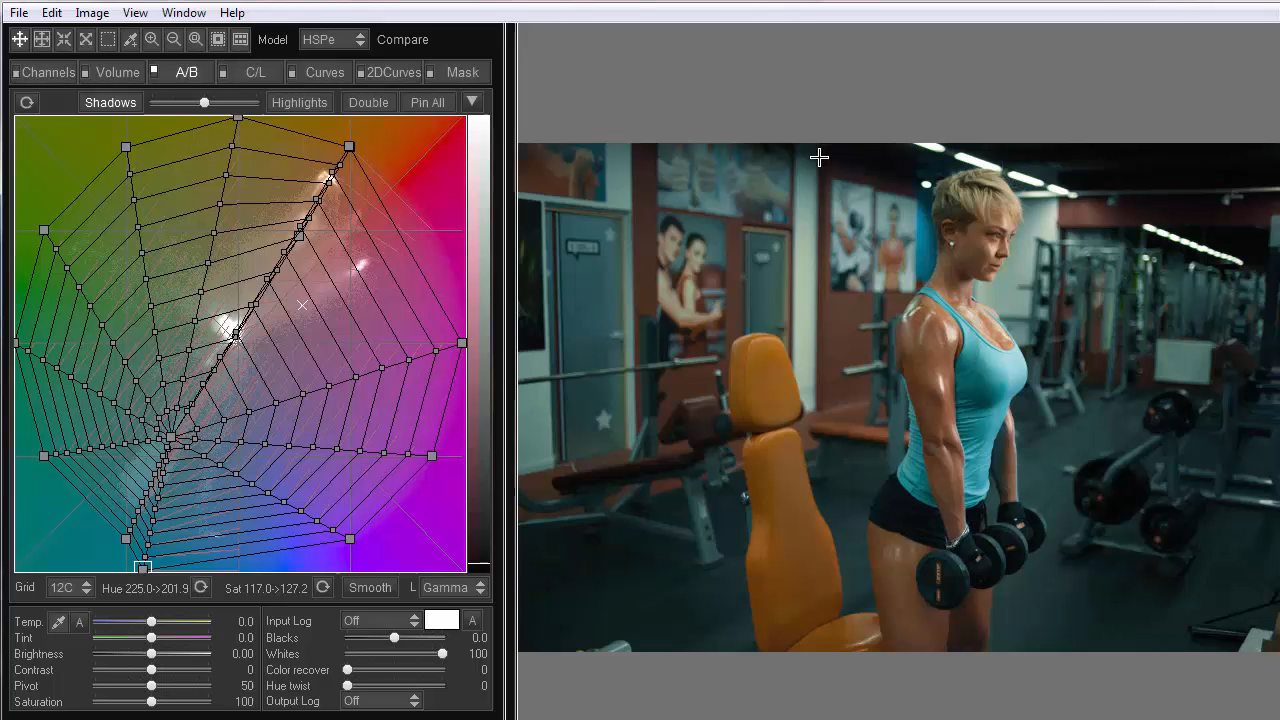 File Edit Image View Window Help
Model HSPe Compare
Channels Volume A/B C/L Curves 2DCurves Mask
Shadows Highlights Double Pin All
Grid 12C Hue 225.0->201.9 Sat 117.0->127.2 Smooth L Gamma
Temp. A 0.0 Input Log Off A
Tint 0.0 Blacks 0.0
Brightness 0.00 Whites 100
Contrast 0 Color recover 0
Pivot 50 Hue twist 0
Saturation 100 Output Log Off